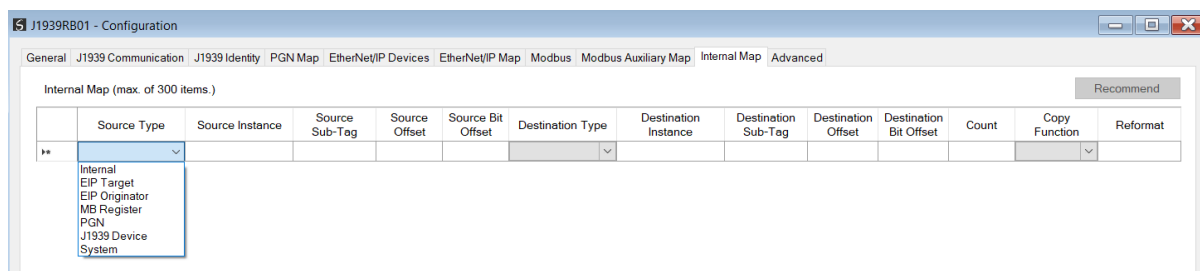 J1939RB01 - Configuration
General J1939 Communication J1939 Identity PGN Map EtherNet/IP Devices EtherNet/IP Map Modbus Modbus Auxiliary Map Internal Map Advanced
Internal Map (max. of 300 items.) Recommend
Source Type Source Instance Source Sub-Tag Source Offset Source Bit Offset Destination Type Destination Instance Destination Sub-Tag Destination Offset Destination Bit Offset Count Copy Function Reformat
Internal
EIP Target
EIP Originator
MB Register
PGN
J1939 Device
System